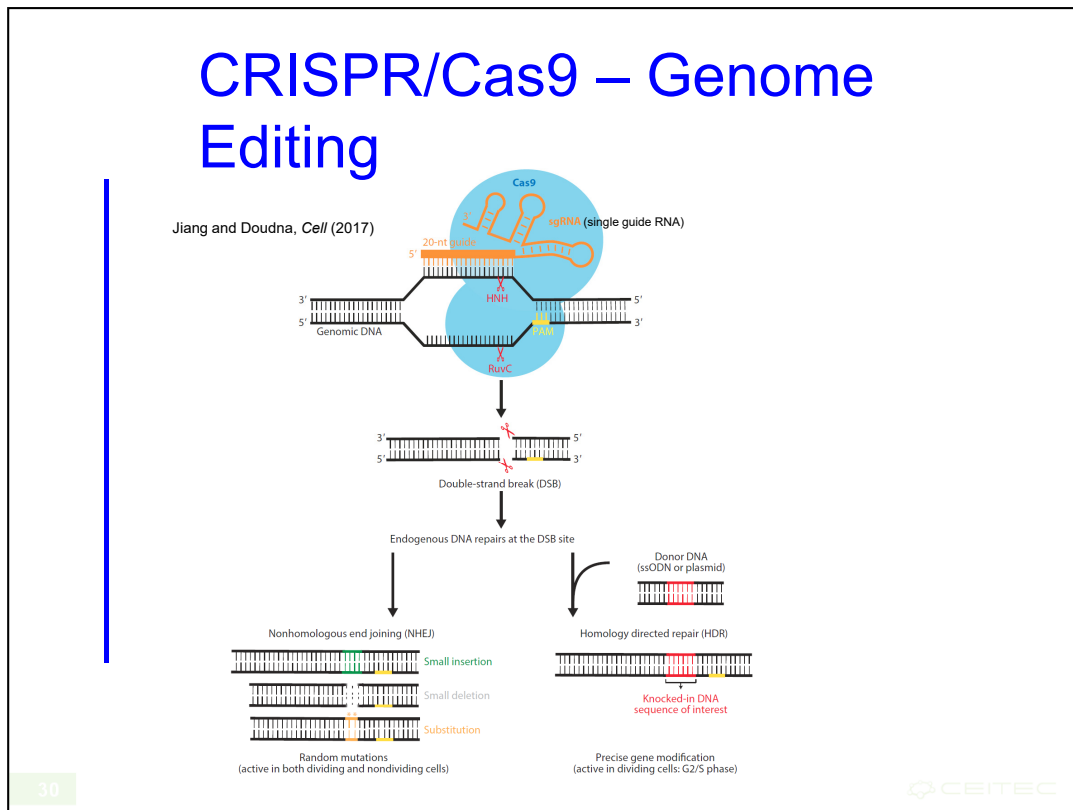 CRISPR/Cas9 – Genome
Editing
Jiang and Doudna, Cell (2017)
Cas9
5′
sgRNA (single guide RNA)
20-nt guide
5′
HNH
3′
5′
5′
3′
Genomic DNA
PAM
RuvC
3′
5′
5′
3′
Double-strand break (DSB)
Endogenous DNA repairs at the DSB site
Donor DNA
(ssODN or plasmid)
Nonhomologous end joining (NHEJ)
Small insertion
Small deletion
Substitution
Random mutations
(active in both dividing and nondividing cells)
Homology directed repair (HDR)
Knocked-in DNA
sequence of interest
Precise gene modification
(active in dividing cells: G2/S phase)
30
CEITEC